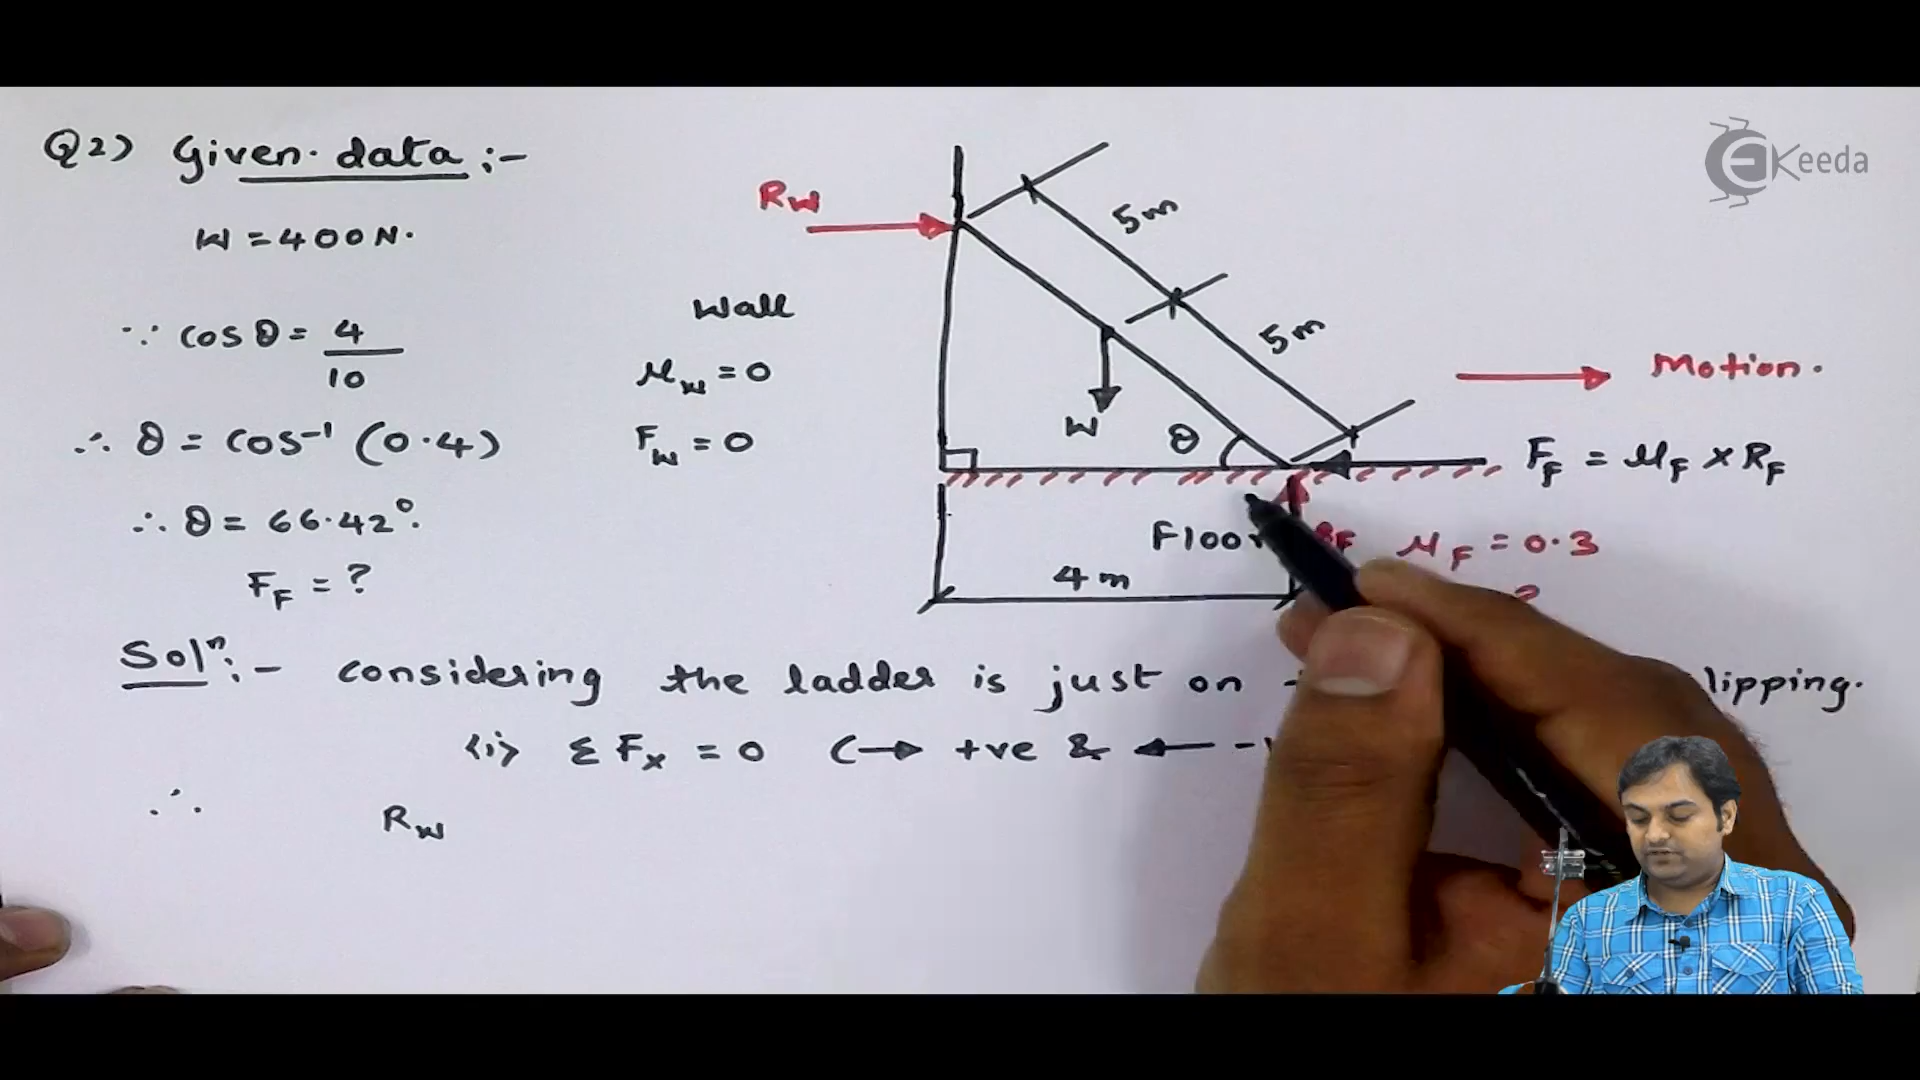 Q2) Given data :-
W = 400 N.
∵ cos θ = 4/10
∴ θ = cos⁻¹ (0.4)
∴ θ = 66.42°.
F_F = ?
Wall
μ_W = 0
F_W = 0
R_W
5m
5m
W
θ
Motion.
F_F = μ_F × R_F
Floor
μ_F = 0.3
4 m
?
Keeda
Solⁿ :- considering the ladder is just on
(i) Σ F_x = 0 (→ +ve & ← -
∴ R_W